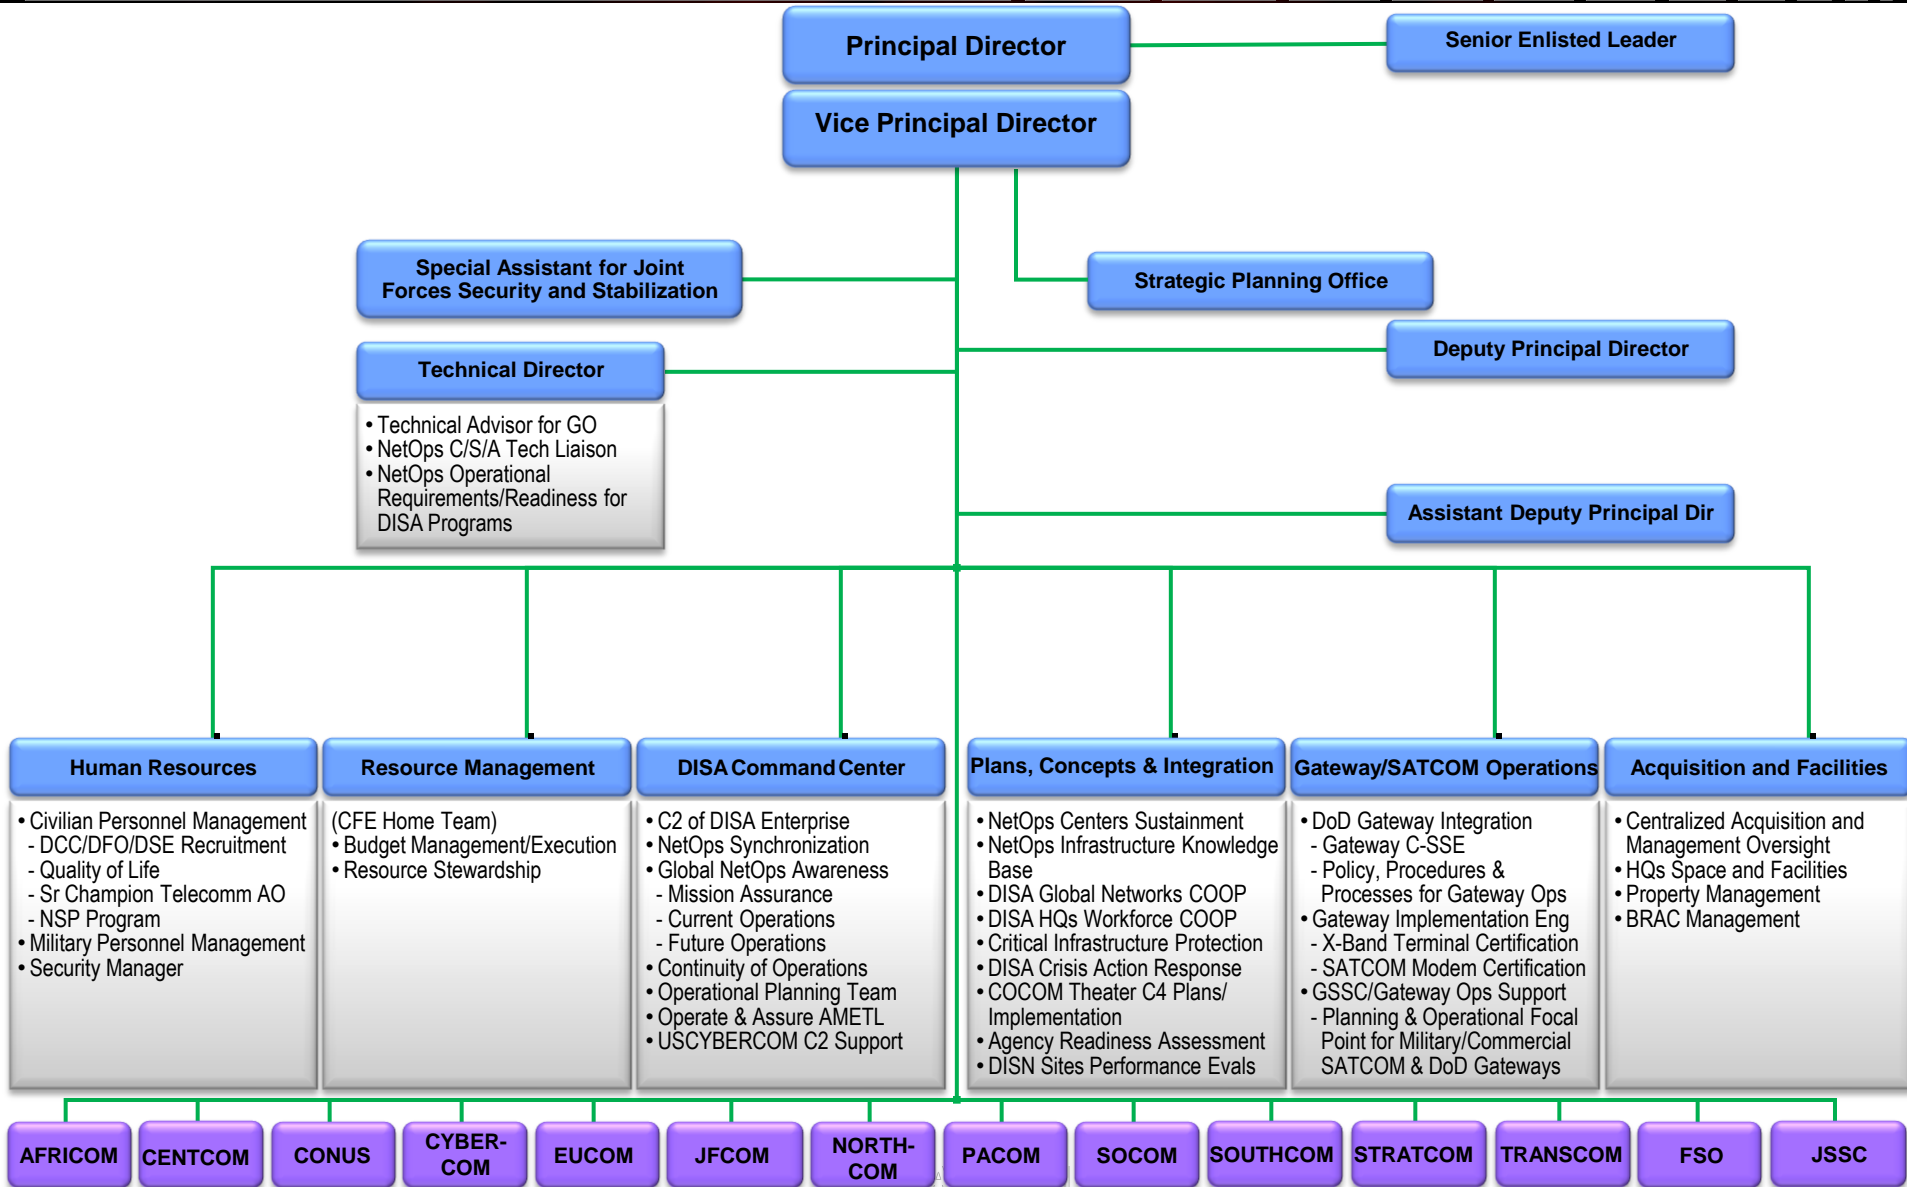 Principal Director
Senior Enlisted Leader
Vice Principal Director
Special Assistant for Joint
Forces Security and Stabilization
Strategic Planning Office
Deputy Principal Director
Technical Director
• Technical Advisor for GO
• NetOps C/S/A Tech Liaison
• NetOps Operational
Requirements/Readiness for
DISA Programs
Assistant Deputy Principal Dir
Human Resources
• Civilian Personnel Management
- DCC/DFO/DSE Recruitment
- Quality of Life
- Sr Champion Telecomm AO
- NSP Program
• Military Personnel Management
• Security Manager
Resource Management
(CFE Home Team)
• Budget Management/Execution
• Resource Stewardship
DISA Command Center
• C2 of DISA Enterprise
• NetOps Synchronization
• Global NetOps Awareness
- Mission Assurance
- Current Operations
- Future Operations
• Continuity of Operations
• Operational Planning Team
• Operate & Assure AMETL
• USCYBERCOM C2 Support
Plans, Concepts & Integration
• NetOps Centers Sustainment
• NetOps Infrastructure Knowledge
Base
• DISA Global Networks COOP
• DISA HQs Workforce COOP
• Critical Infrastructure Protection
• DISA Crisis Action Response
• COCOM Theater C4 Plans/
Implementation
• Agency Readiness Assessment
• DISN Sites Performance Evals
Gateway/SATCOM Operations
• DoD Gateway Integration
- Gateway C-SSE
- Policy, Procedures &
Processes for Gateway Ops
• Gateway Implementation Eng
- X-Band Terminal Certification
- SATCOM Modem Certification
• GSSC/Gateway Ops Support
- Planning & Operational Focal
Point for Military/Commercial
SATCOM & DoD Gateways
Acquisition and Facilities
• Centralized Acquisition and
Management Oversight
• HQs Space and Facilities
• Property Management
• BRAC Management
AFRICOM
CENTCOM
CONUS
CYBER-
COM
EUCOM
JFCOM
NORTH-
COM
PACOM
SOCOM
SOUTHCOM
STRATCOM
TRANSCOM
FSO
JSSC